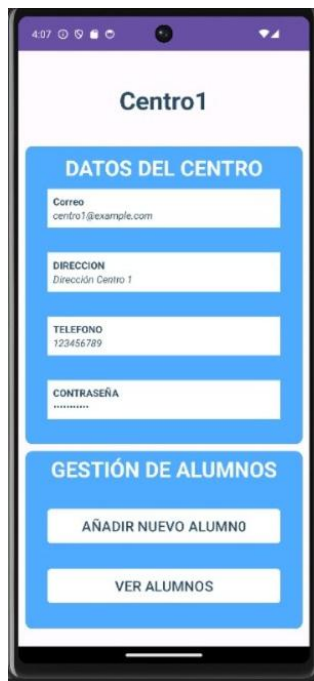 4:07
Centro1
DATOS DEL CENTRO
Correo
centro1@example.com
DIRECCION
Dirección Centro 1
TELEFONO
123456789
CONTRASEÑA
•••••••••••
GESTIÓN DE ALUMNOS
AÑADIR NUEVO ALUMN0
VER ALUMNOS